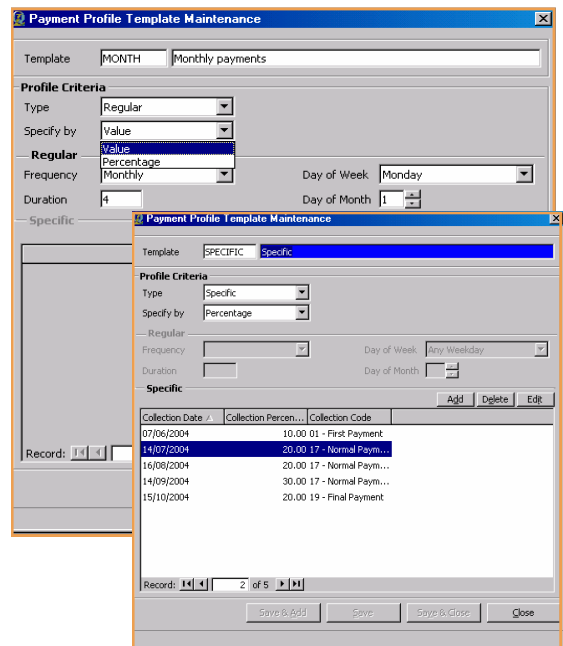 Payment Profile Template Maintenance
Template MONTH Monthly payments
Profile Criteria
Type Regular
Specify by Value
Value
Percentage
Regular
Frequency Monthly Day of Week Monday
Duration 4 Day of Month 1
Specific
Record:
Payment Profile Template Maintenance
Template SPECIFIC Specific
Profile Criteria
Type Specific
Specify by Percentage
Regular
Frequency Day of Week Any Weekday
Duration Day of Month
Specific
Add Delete Edit
Collection Date Collection Percen... Collection Code
07/06/2004 10.00 01 - First Payment
14/07/2004 20.00 17 - Normal Paym...
16/08/2004 20.00 17 - Normal Paym...
14/09/2004 30.00 17 - Normal Paym...
15/10/2004 20.00 19 - Final Payment
Record: 2 of 5
Save & Add Save Save & Close Close